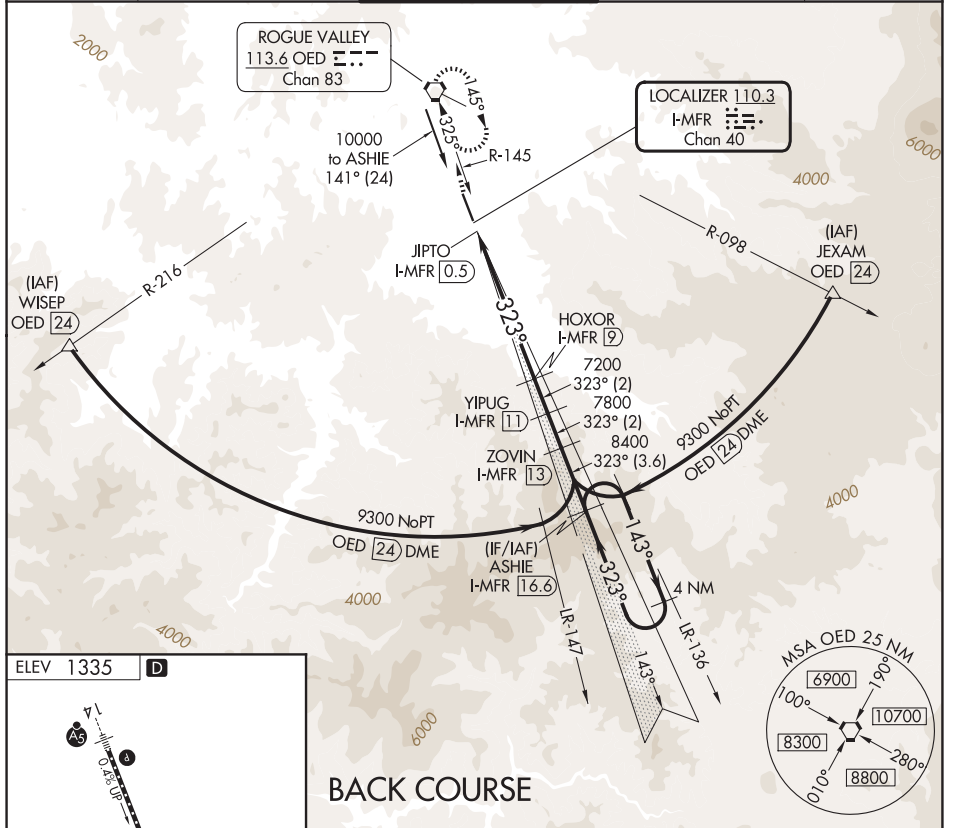 2000
ROGUE VALLEY
113.6 OED
Chan 83
145°
325°
R-145
10000
to ASHIE
141° (24)
LOCALIZER 110.3
I-MFR
Chan 40
6000
4000
R-098
(IAF)
JEXAM
OED 24
R-216
(IAF)
WISEP
OED 24
JIPTO
I-MFR 0.5
323°
HOXOR
I-MFR 9
7200
323° (2)
YIPUG
I-MFR 11
7800
323° (2)
8400
323° (3.6)
ZOVIN
I-MFR 13
9300 NoPT
OED 24 DME
4000
9300 NoPT
OED 24 DME
(IF/IAF)
ASHIE
I-MFR 16.6
143°
323°
4 NM
LR-147
LR-136
143°
4000
4000
6000
MSA OED 25 NM
6900
190°
100°
10700
8300
280°
010°
8800
ELEV 1335 D
14
A5
P
0.4% UP
BACK COURSE